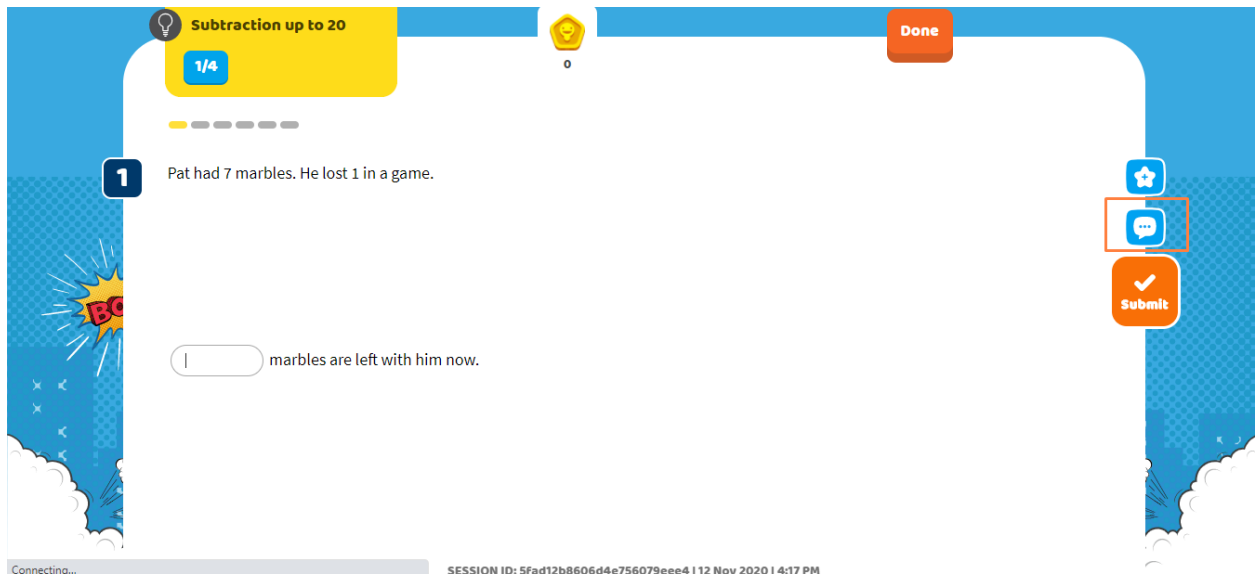 Subtraction up to 20
Done
1/4
0
1
Pat had 7 marbles. He lost 1 in a game.
BO
Submit
marbles are left with him now.
Connecting...
SESSION ID: 5fad12b8606d4e756079eee4 | 12 Nov 2020 | 4:17 PM